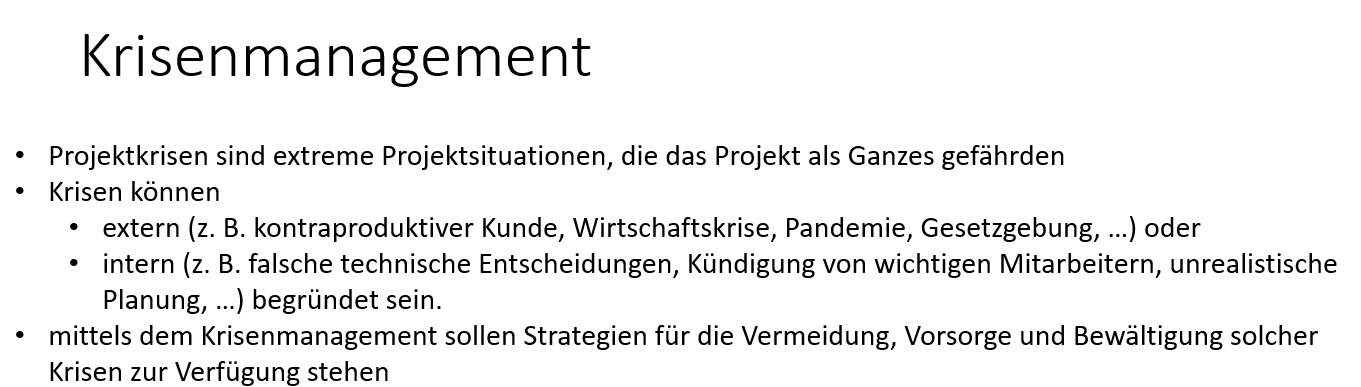 Krisenmanagement
• Projektkrisen sind extreme Projektsituationen, die das Projekt als Ganzes gefährden
• Krisen können
• extern (z. B. kontraproduktiver Kunde, Wirtschaftskrise, Pandemie, Gesetzgebung, …) oder
• intern (z. B. falsche technische Entscheidungen, Kündigung von wichtigen Mitarbeitern, unrealistische
Planung, …) begründet sein.
• mittels dem Krisenmanagement sollen Strategien für die Vermeidung, Vorsorge und Bewältigung solcher
Krisen zur Verfügung stehen